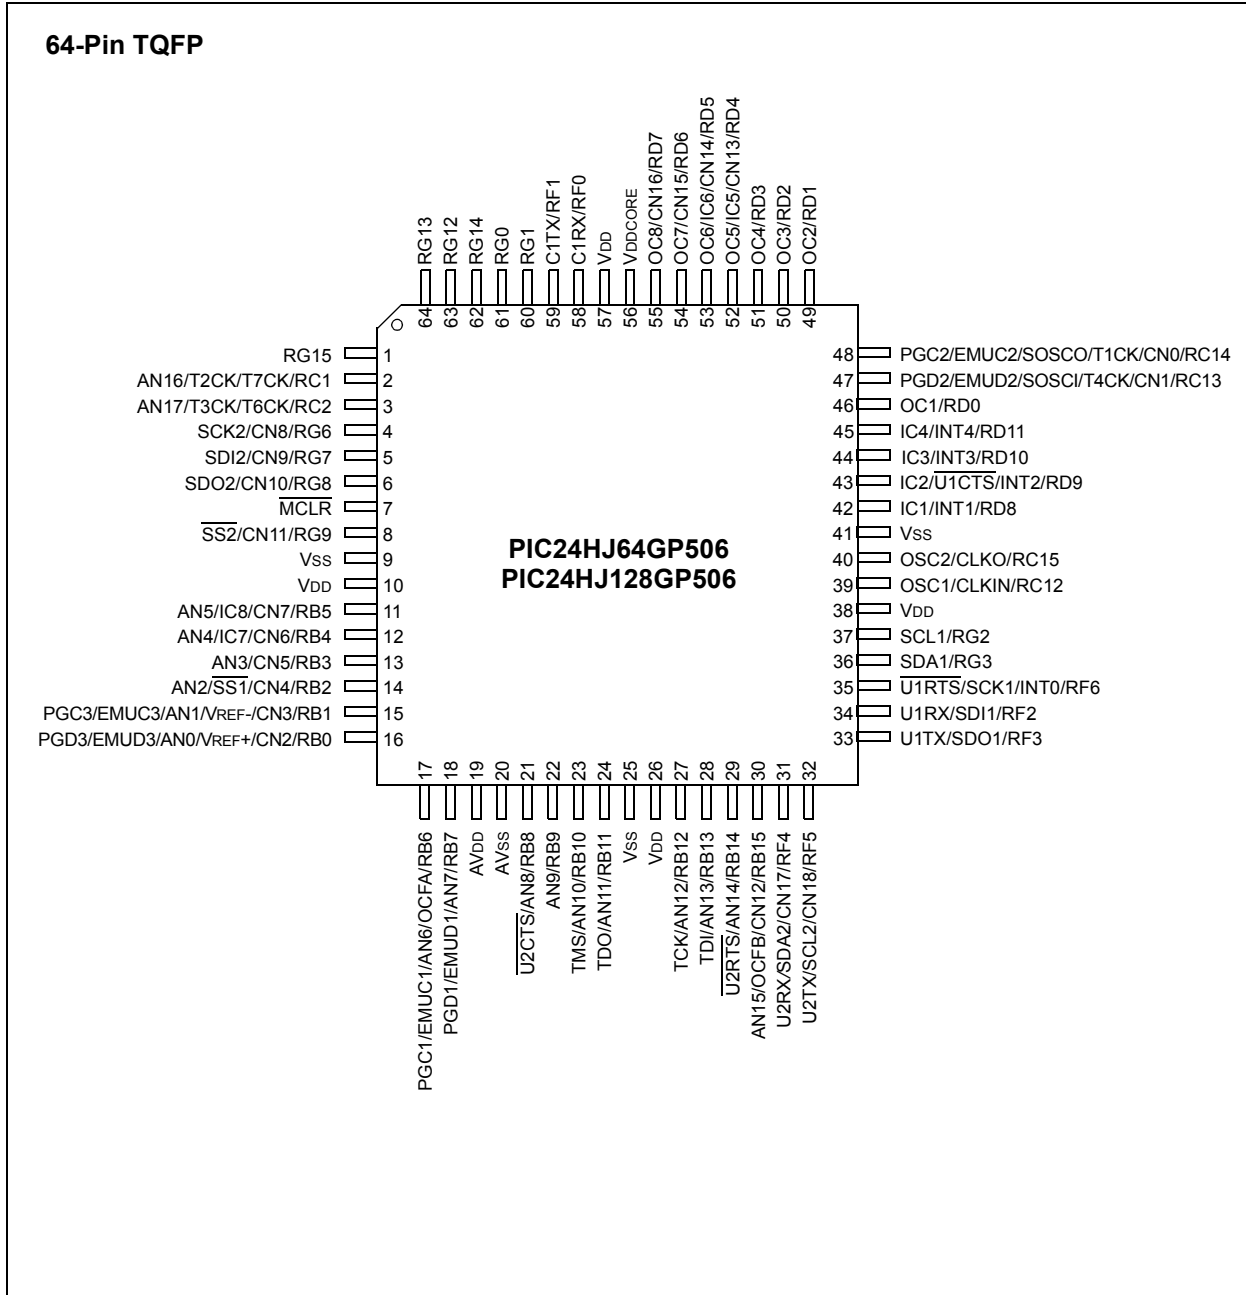 64-Pin TQFP
RG13
RG12
RG14
RG0
RG1
C1TX/RF1
C1RX/RF0
VDD
VDDCORE
OC8/CN16/RD7
OC7/CN15/RD6
OC6/IC6/CN14/RD5
OC5/IC5/CN13/RD4
OC4/RD3
OC3/RD2
OC2/RD1
64
63
62
61
60
59
58
57
56
55
54
53
52
51
50
49
RG15 1
AN16/T2CK/T7CK/RC1 2
AN17/T3CK/T6CK/RC2 3
SCK2/CN8/RG6 4
SDI2/CN9/RG7 5
SDO2/CN10/RG8 6
M̅C̅L̅R̅ 7
S̅S̅2̅/CN11/RG9 8
VSS 9
VDD 10
AN5/IC8/CN7/RB5 11
AN4/IC7/CN6/RB4 12
AN3/CN5/RB3 13
AN2/S̅S̅1̅/CN4/RB2 14
PGC3/EMUC3/AN1/VREF-/CN3/RB1 15
PGD3/EMUD3/AN0/VREF+/CN2/RB0 16
PIC24HJ64GP506
PIC24HJ128GP506
48 PGC2/EMUC2/SOSCO/T1CK/CN0/RC14
47 PGD2/EMUD2/SOSCI/T4CK/CN1/RC13
46 OC1/RD0
45 IC4/INT4/RD11
44 IC3/INT3/RD10
43 IC2/U̅1̅C̅T̅S̅/INT2/RD9
42 IC1/INT1/RD8
41 VSS
40 OSC2/CLKO/RC15
39 OSC1/CLKIN/RC12
38 VDD
37 SCL1/RG2
36 SDA1/RG3
35 U̅1̅R̅T̅S̅/SCK1/INT0/RF6
34 U1RX/SDI1/RF2
33 U1TX/SDO1/RF3
17
18
19
20
21
22
23
24
25
26
27
28
29
30
31
32
PGC1/EMUC1/AN6/OCFA/RB6
PGD1/EMUD1/AN7/RB7
AVDD
AVSS
U̅2̅C̅T̅S̅/AN8/RB8
AN9/RB9
TMS/AN10/RB10
TDO/AN11/RB11
VSS
VDD
TCK/AN12/RB12
TDI/AN13/RB13
U̅2̅R̅T̅S̅/AN14/RB14
AN15/OCFB/CN12/RB15
U2RX/SDA2/CN17/RF4
U2TX/SCL2/CN18/RF5